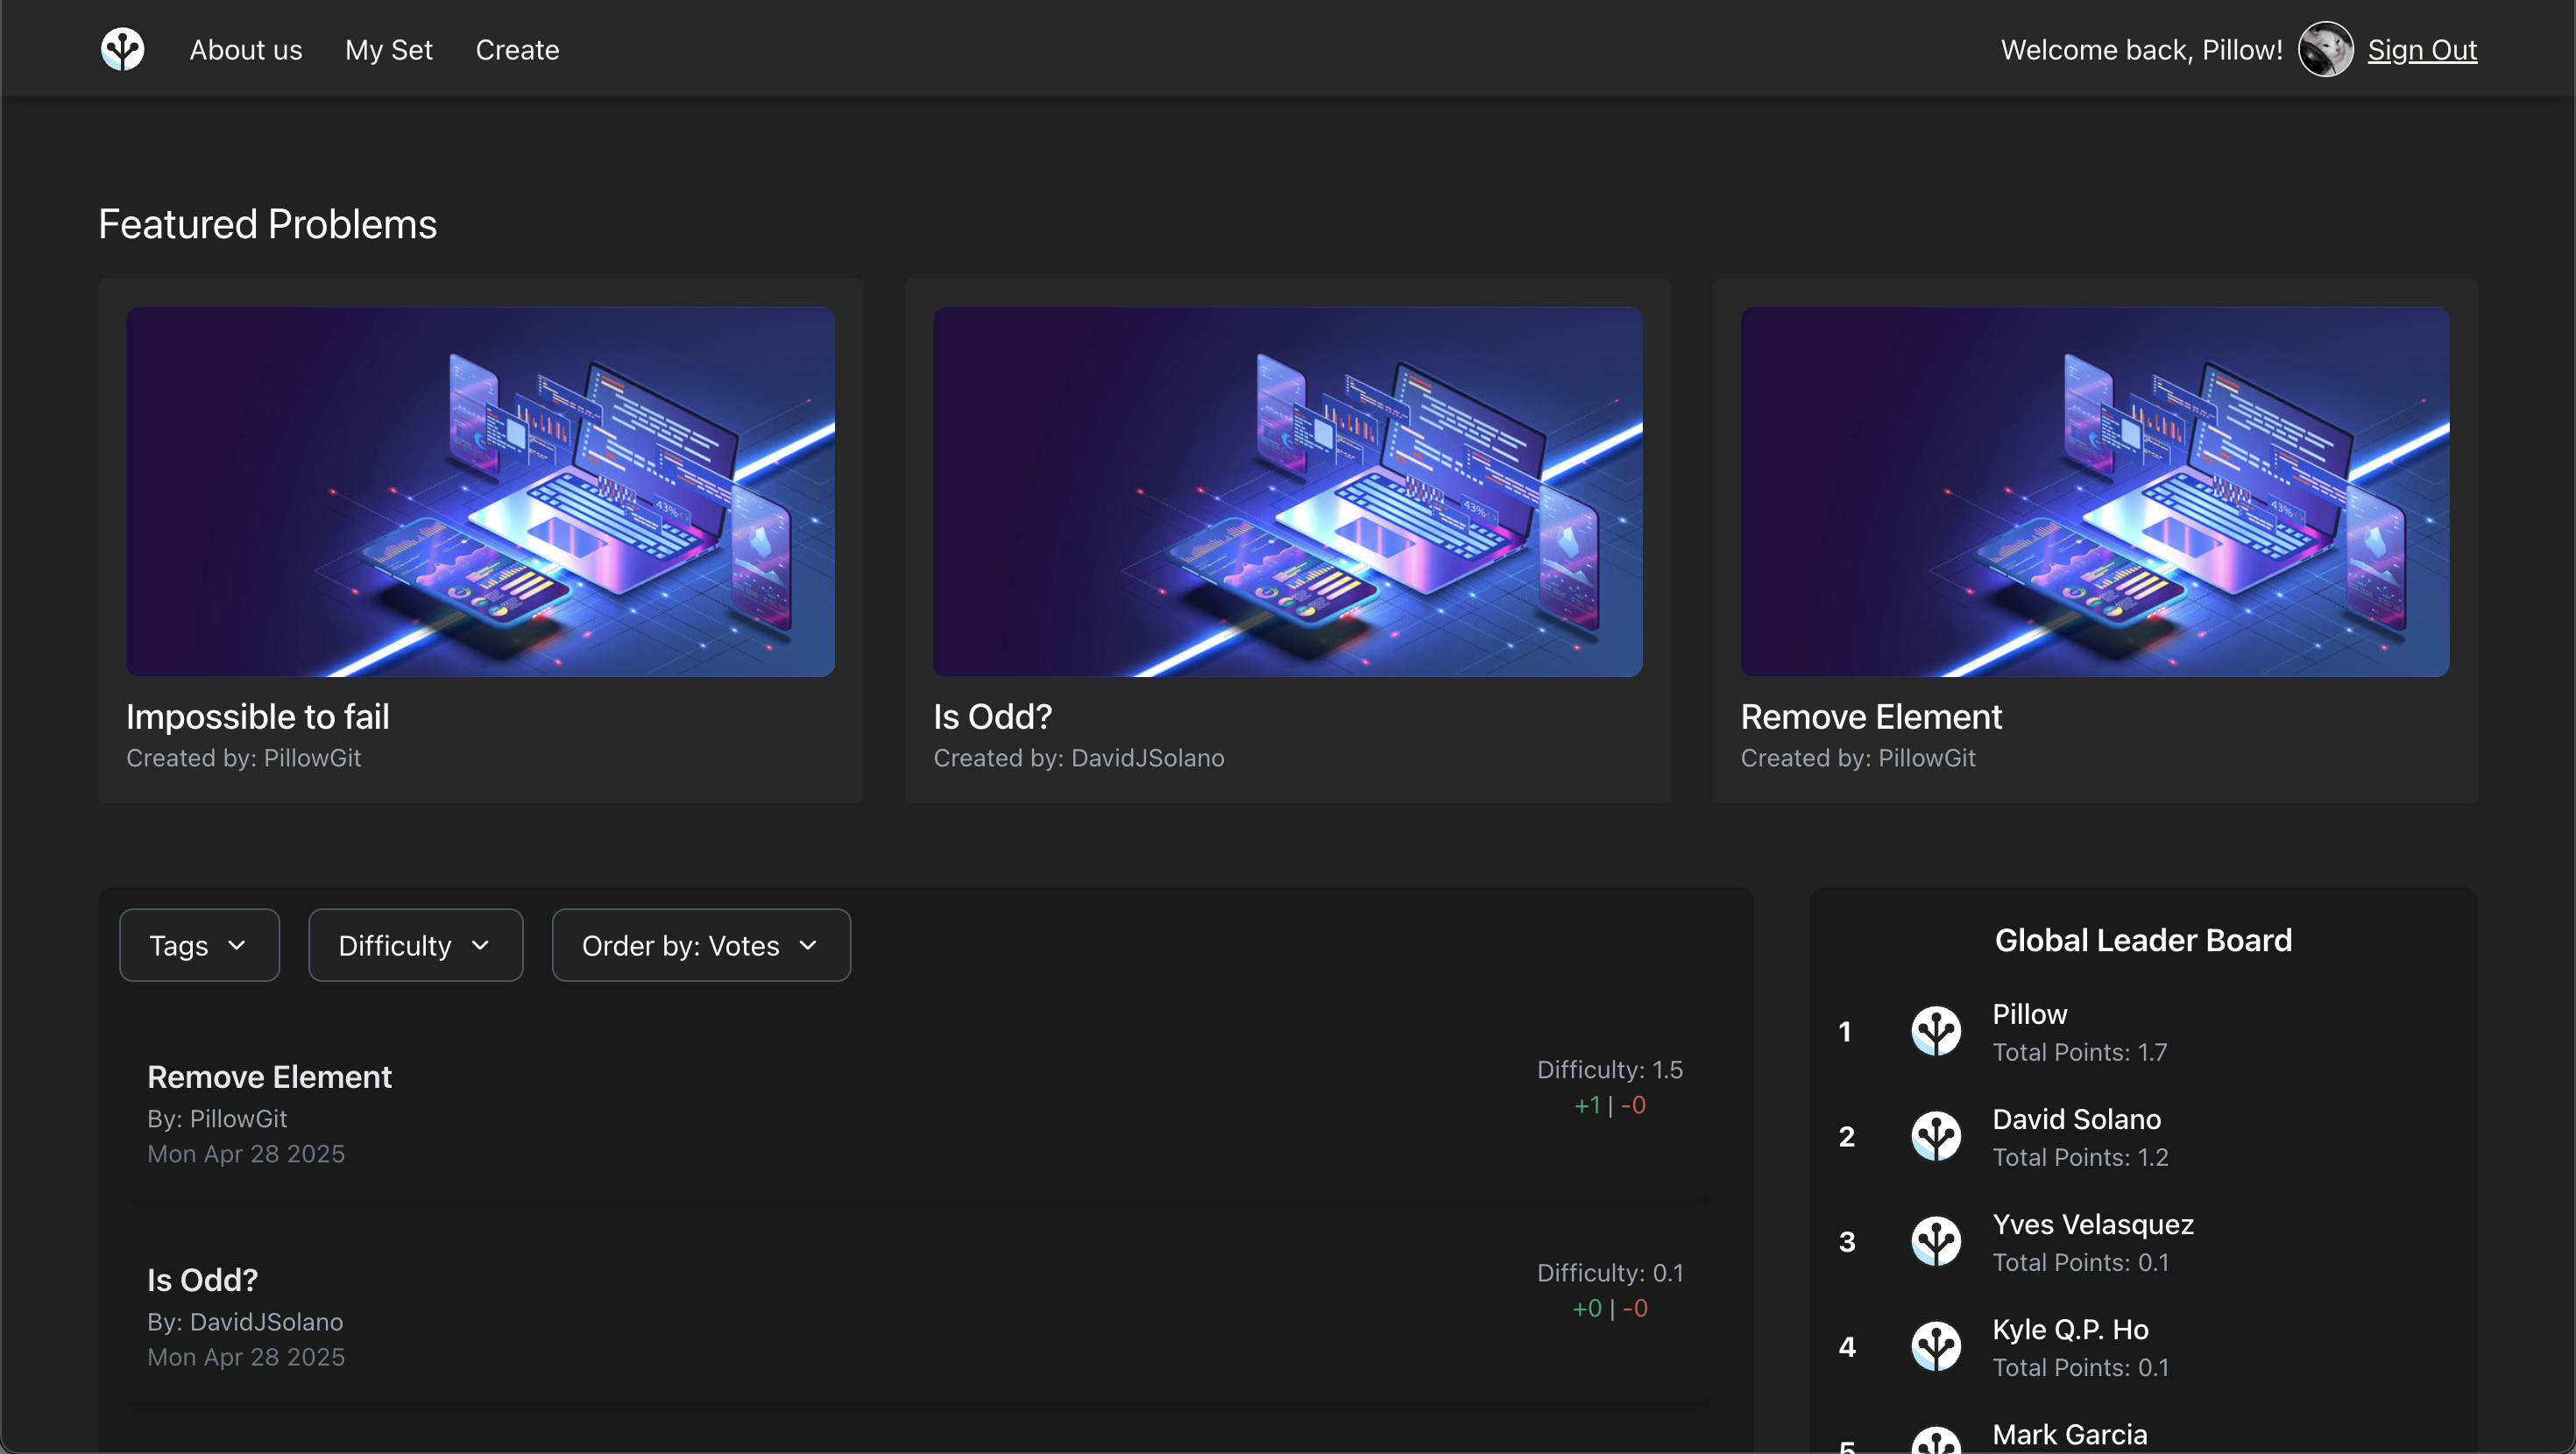 About us
My Set
Create
Welcome back, Pillow!
Sign Out
Featured Problems
43%
Impossible to fail
Created by: PillowGit
43%
Is Odd?
Created by: DavidJSolano
43%
Remove Element
Created by: PillowGit
Tags
Difficulty
Order by: Votes
Remove Element
By: PillowGit
Mon Apr 28 2025
Difficulty: 1.5
+1 | -0
Is Odd?
By: DavidJSolano
Mon Apr 28 2025
Difficulty: 0.1
+0 | -0
Global Leader Board
1
Pillow
Total Points: 1.7
2
David Solano
Total Points: 1.2
3
Yves Velasquez
Total Points: 0.1
4
Kyle Q.P. Ho
Total Points: 0.1
5
Mark Garcia